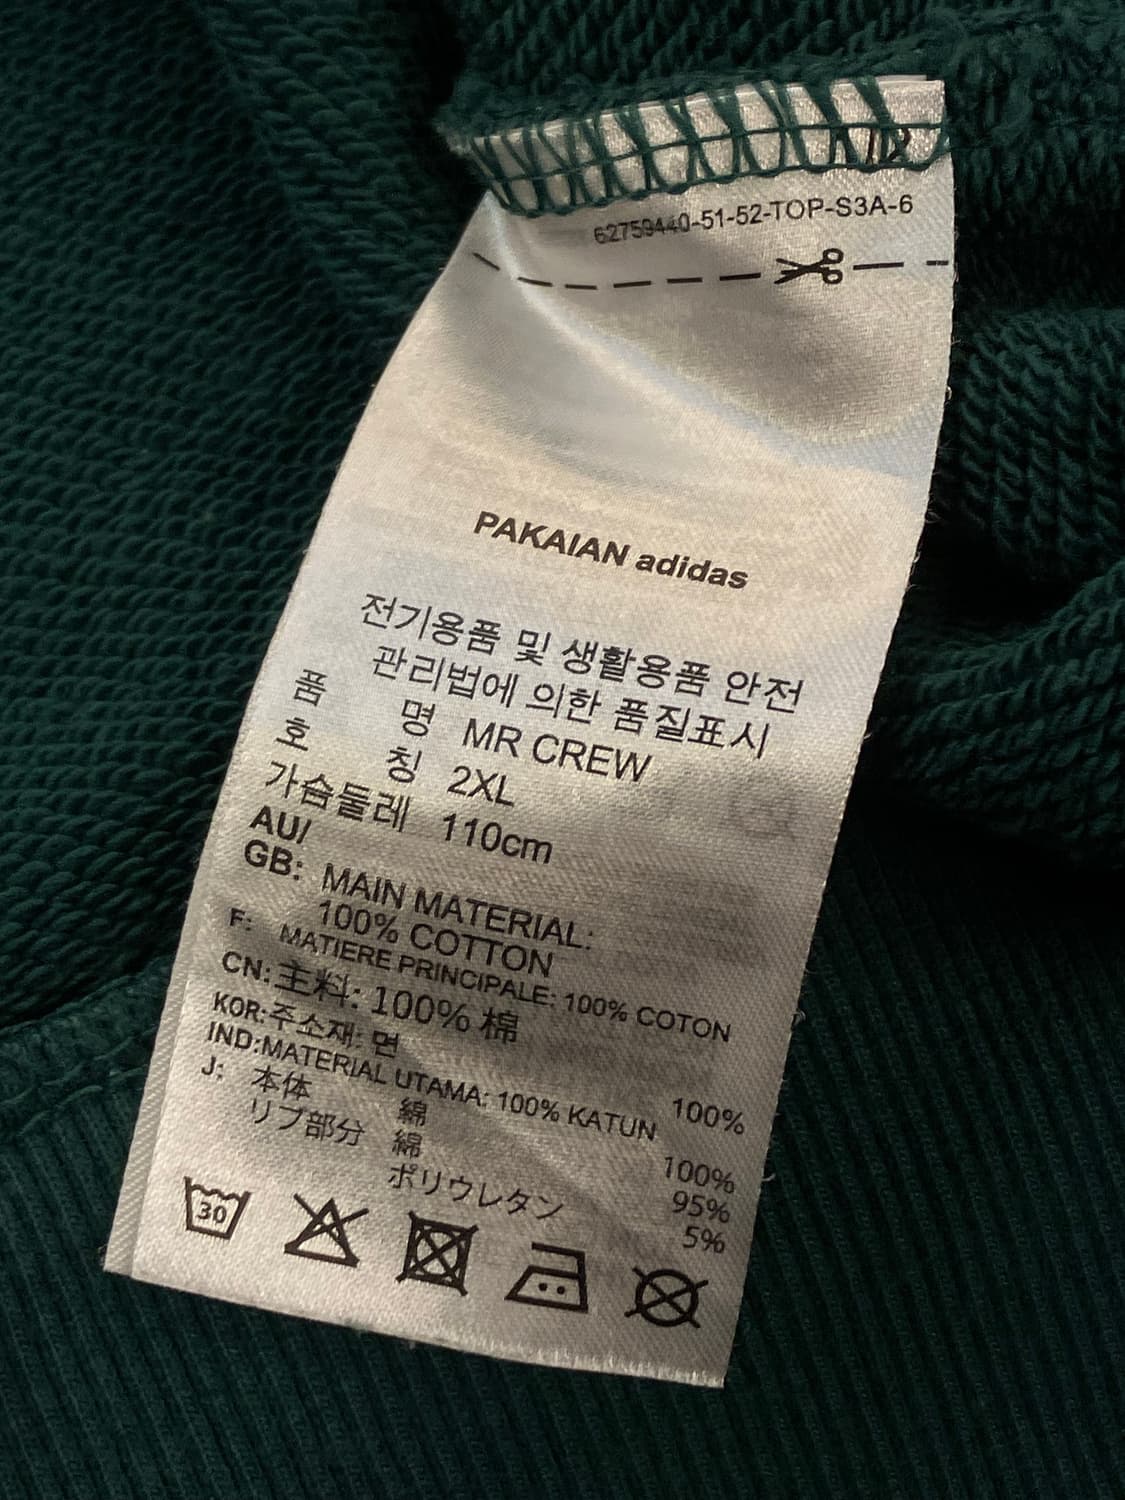 62759440-51-52-TOP-S3A-6
PAKAIAN adidas
전기용품 및 생활용품 안전
관리법에 의한 품질표시
품 명 MR CREW
호 칭 2XL
가슴둘레 110cm
AU/
GB: MAIN MATERIAL:
100% COTTON
F: MATIERE PRINCIPALE: 100% COTON
CN: 主料: 100% 棉
KOR: 주소재: 면 100%
IND: MATERIAL UTAMA: 100% KATUN
J: 本体 綿 100%
リブ部分 綿 95%
ポリウレタン 5%
30